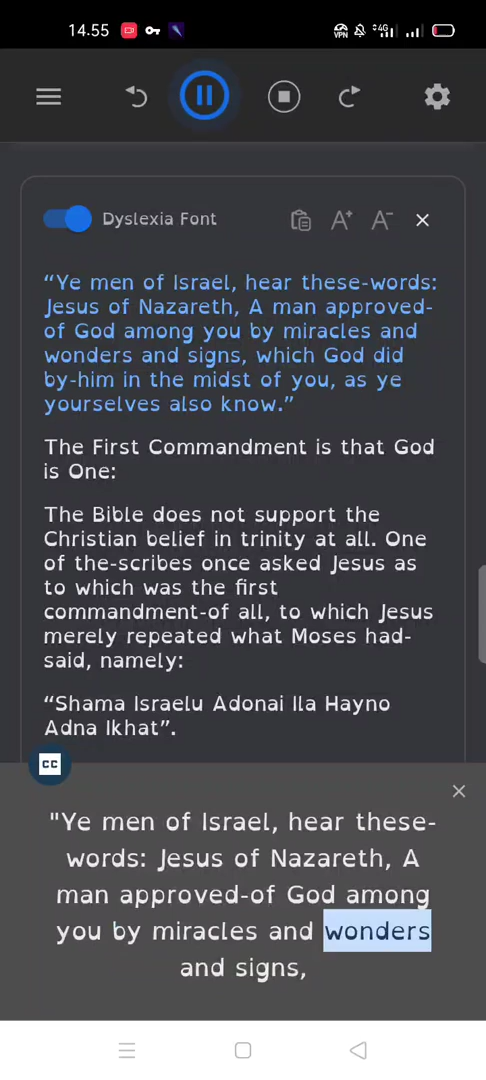 14.55
VPN
4G
Dyslexia Font
A+
A-
“Ye men of Israel, hear these-words:
Jesus of Nazareth, A man approved-
of God among you by miracles and
wonders and signs, which God did
by-him in the midst of you, as ye
yourselves also know.”
The First Commandment is that God
is One:
The Bible does not support the
Christian belief in trinity at all. One
of the-scribes once asked Jesus as
to which was the first
commandment-of all, to which Jesus
merely repeated what Moses had-
said, namely:
“Shama Israelu Adonai Ila Hayno
Adna Ikhat”.
CC
"Ye men of Israel, hear these-
words: Jesus of Nazareth, A
man approved-of God among
you by miracles and wonders
and signs,